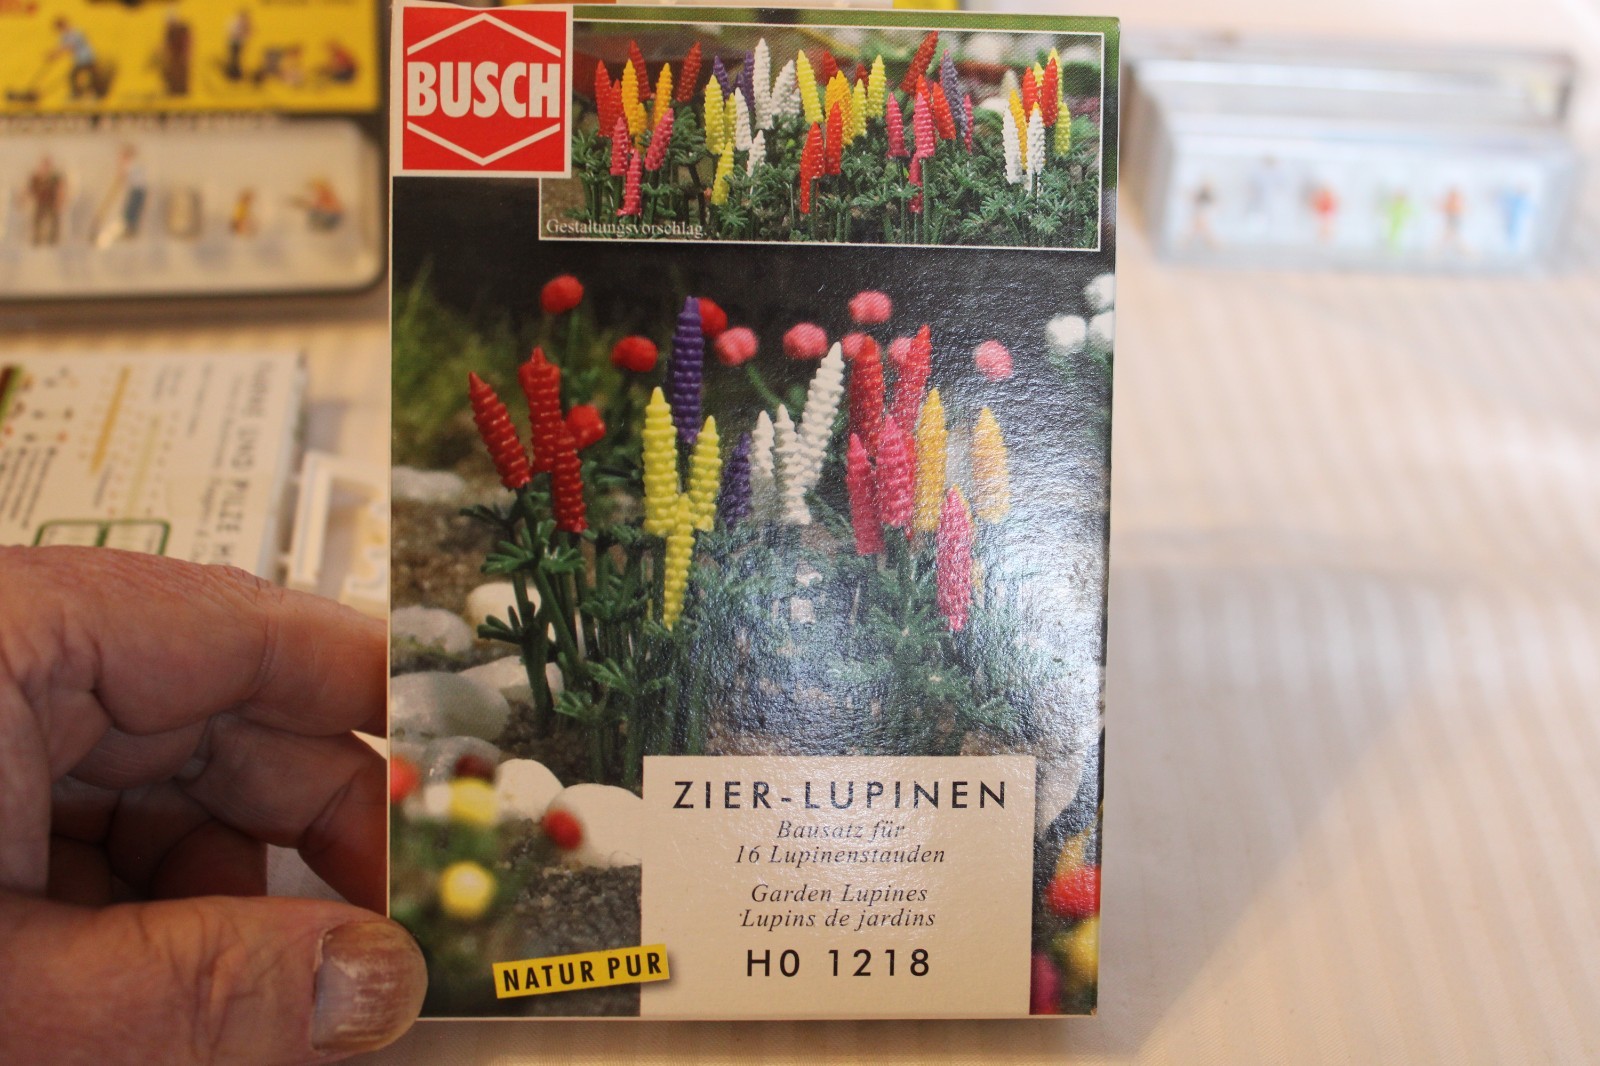 BUSCH
Gestaltungsvorschlag
ZIER-LUPINEN
Bausatz für
16 Lupinenstauden
Garden Lupines
Lupins de jardins
H0 1218
NATUR PUR